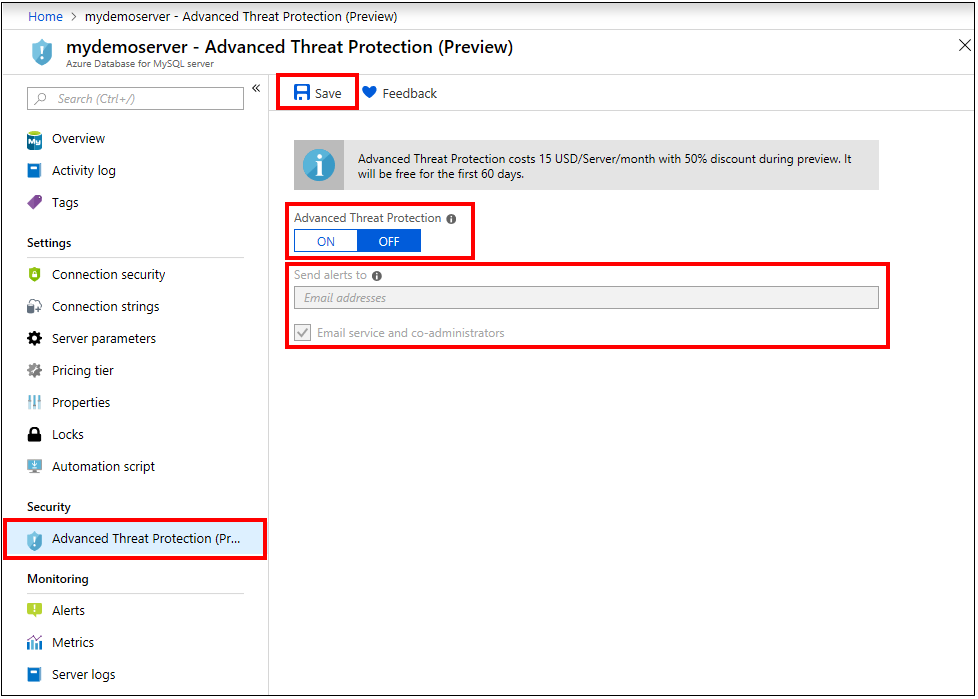 Home > mydemoserver - Advanced Threat Protection (Preview)
mydemoserver - Advanced Threat Protection (Preview)
Azure Database for MySQL server
Search (Ctrl+/)
«
Save
Feedback
My
Overview
Activity log
Tags
Settings
Connection security
Connection strings
Server parameters
Pricing tier
Properties
Locks
Automation script
Security
Advanced Threat Protection (Pr...
Monitoring
Alerts
Metrics
Server logs
Advanced Threat Protection costs 15 USD/Server/month with 50% discount during preview. It
will be free for the first 60 days.
Advanced Threat Protection
ON OFF
Send alerts to
Email addresses
Email service and co-administrators